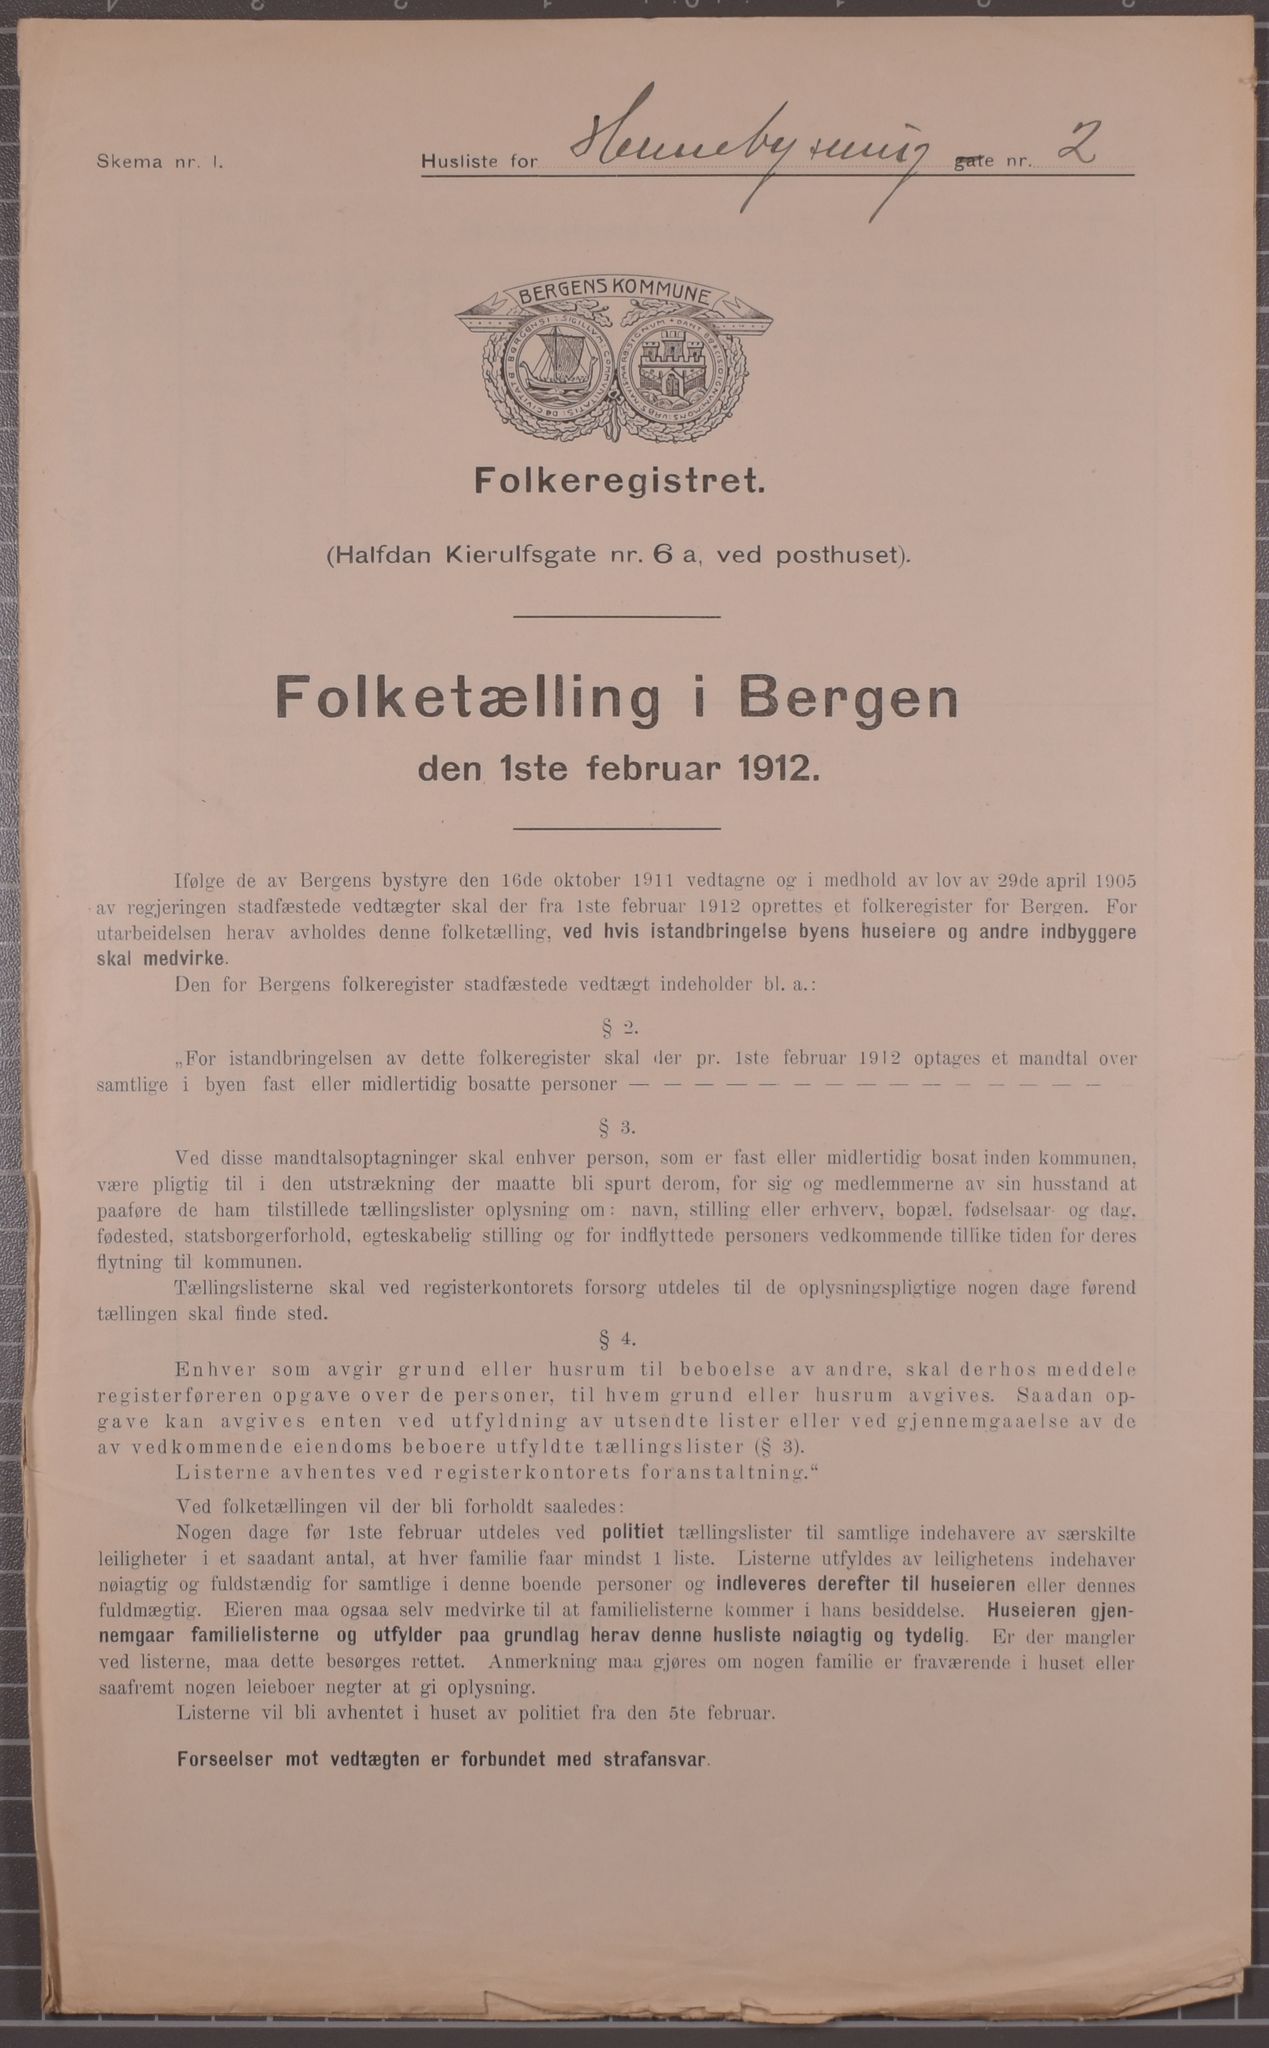 Skema nr. 1.
Husliste for Hennebysmug gate nr. 2
BERGENS KOMMUNE
Folkeregistret.
(Halfdan Kierulfsgate nr. 6 a, ved posthuset).
Folketælling i Bergen
den 1ste februar 1912.
Ifølge de av Bergens bystyre den 16de oktober 1911 vedtagne og i medhold av lov av 29de april 1905
av regjeringen stadfæstede vedtægter skal der fra 1ste februar 1912 oprettes et folkeregister for Bergen. For
utarbeidelsen herav avholdes denne folketælling, ved hvis istandbringelse byens huseiere og andre indbyggere
skal medvirke.
Den for Bergens folkeregister stadfæstede vedtægt indeholder bl. a.:
§ 2.
„For istandbringelsen av dette folkeregister skal der pr. 1ste februar 1912 optages et mandtal over
samtlige i byen fast eller midlertidig bosatte personer — — — — — — — — — — — — — — — —
§ 3.
Ved disse mandtalsoptagninger skal enhver person, som er fast eller midlertidig bosat inden kommunen,
være pligtig til i den utstrækning der maatte bli spurt derom, for sig og medlemmerne av sin husstand at
paaføre de ham tilstillede tællingslister oplysning om: navn, stilling eller erhverv, bopæl, fødselsaar og dag,
fødested, statsborgerforhold, egteskabelig stilling og for indflyttede personers vedkommende tillike tiden for deres
flytning til kommunen.
Tællingslisterne skal ved registerkontorets forsorg utdeles til de oplysningspligtige nogen dage førend
tællingen skal finde sted.
§ 4.
Enhver som avgir grund eller husrum til beboelse av andre, skal derhos meddele
registerføreren opgave over de personer, til hvem grund eller husrum avgives. Saadan op-
gave kan avgives enten ved utfyldning av utsendte lister eller ved gjennemgaaelse av de
av vedkommende eiendoms beboere utfyldte tællingslister (§ 3).
Listerne avhentes ved registerkontorets foranstaltning.“
Ved folketællingen vil der bli forholdt saaledes:
Nogen dage før 1ste februar utdeles ved politiet tællingslister til samtlige indehavere av særskilte
leiligheter i et saadant antal, at hver familie faar mindst 1 liste. Listerne utfyldes av leilighetens indehaver
nøiagtig og fuldstændig for samtlige i denne boende personer og indleveres derefter til huseieren eller dennes
fuldmægtig. Eieren maa ogsaa selv medvirke til at familielisterne kommer i hans besiddelse. Huseieren gjen-
nemgaar familielisterne og utfylder paa grundlag herav denne husliste nøiagtig og tydelig. Er der mangler
ved listerne, maa dette besørges rettet. Anmerkning maa gjøres om nogen familie er fraværende i huset eller
saafremt nogen leieboer negter at gi oplysning.
Listerne vil bli avhentet i huset av politiet fra den 5te februar.
Forseelser mot vedtægten er forbundet med strafansvar.